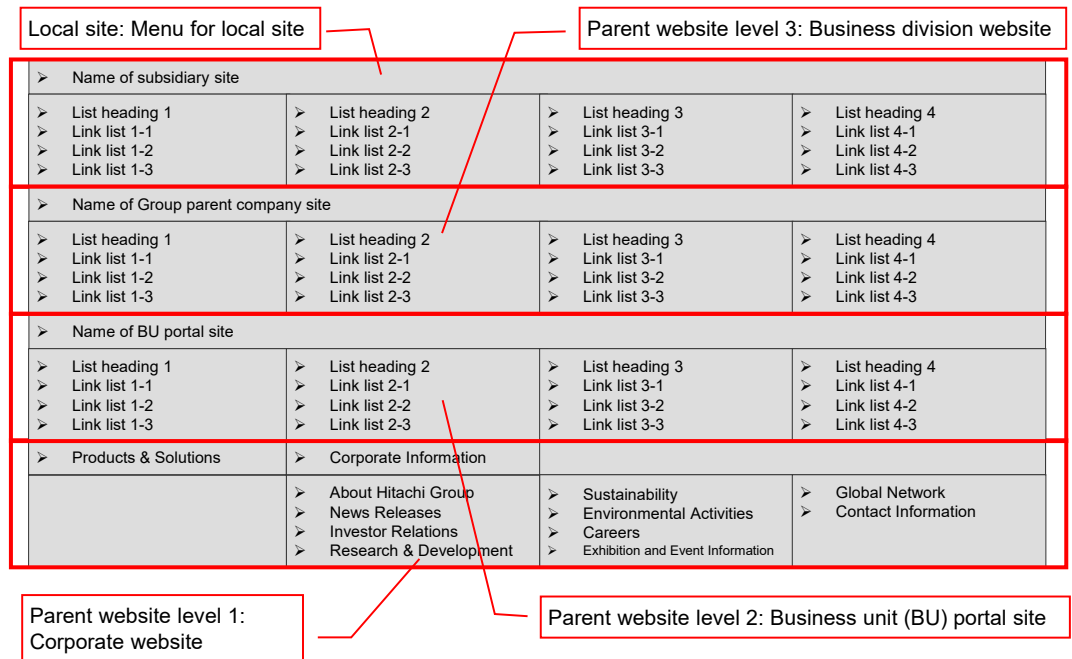 Local site: Menu for local site
Parent website level 3: Business division website
➢ Name of subsidiary site
➢ List heading 1
➢ Link list 1-1
➢ Link list 1-2
➢ Link list 1-3
➢ List heading 2
➢ Link list 2-1
➢ Link list 2-2
➢ Link list 2-3
➢ List heading 3
➢ Link list 3-1
➢ Link list 3-2
➢ Link list 3-3
➢ List heading 4
➢ Link list 4-1
➢ Link list 4-2
➢ Link list 4-3
➢ Name of Group parent company site
➢ List heading 1
➢ Link list 1-1
➢ Link list 1-2
➢ Link list 1-3
➢ List heading 2
➢ Link list 2-1
➢ Link list 2-2
➢ Link list 2-3
➢ List heading 3
➢ Link list 3-1
➢ Link list 3-2
➢ Link list 3-3
➢ List heading 4
➢ Link list 4-1
➢ Link list 4-2
➢ Link list 4-3
➢ Name of BU portal site
➢ List heading 1
➢ Link list 1-1
➢ Link list 1-2
➢ Link list 1-3
➢ List heading 2
➢ Link list 2-1
➢ Link list 2-2
➢ Link list 2-3
➢ List heading 3
➢ Link list 3-1
➢ Link list 3-2
➢ Link list 3-3
➢ List heading 4
➢ Link list 4-1
➢ Link list 4-2
➢ Link list 4-3
➢ Products & Solutions
➢ Corporate Information
➢ About Hitachi Group
➢ News Releases
➢ Investor Relations
➢ Research & Development
➢ Sustainability
➢ Environmental Activities
➢ Careers
➢ Exhibition and Event Information
➢ Global Network
➢ Contact Information
Parent website level 1:
Corporate website
Parent website level 2: Business unit (BU) portal site